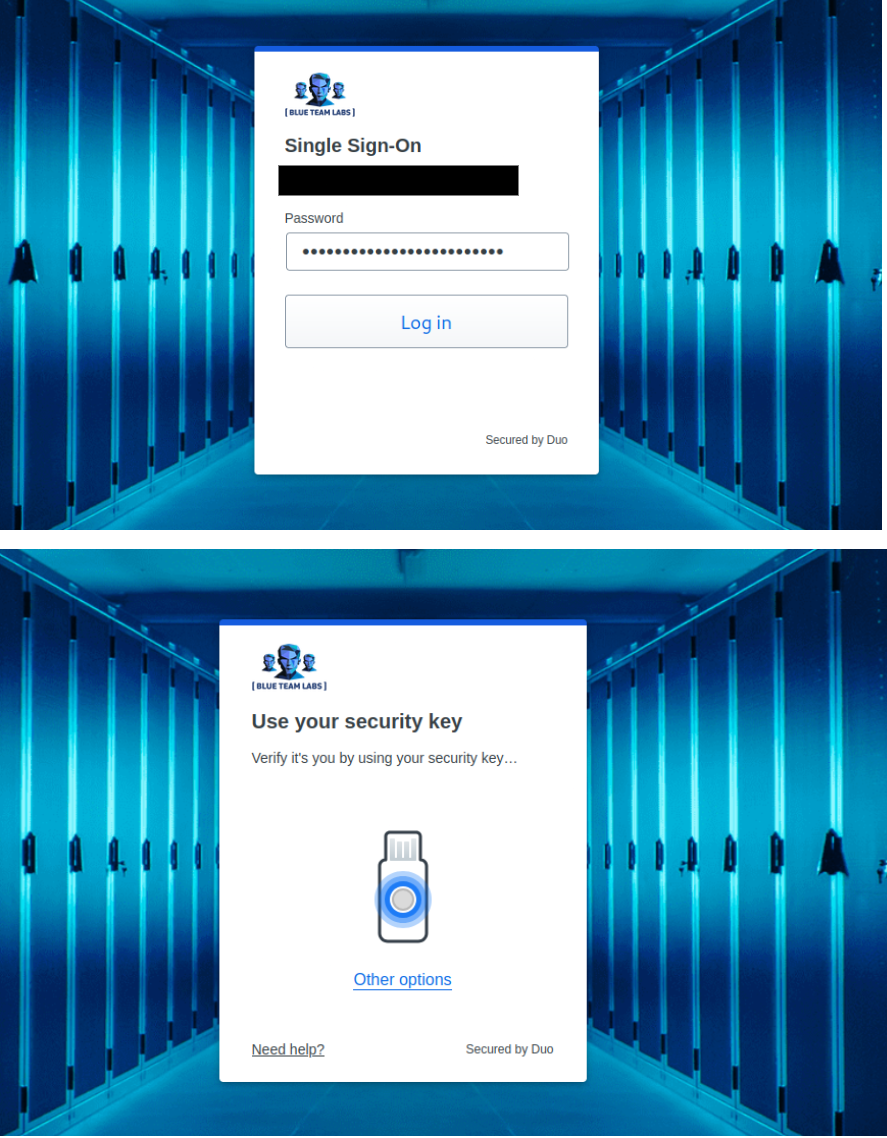 [ BLUE TEAM LABS ]
Single Sign-On
Password
Log in
Secured by Duo
[ BLUE TEAM LABS ]
Use your security key
Verify it's you by using your security key…
Other options
Need help?
Secured by Duo